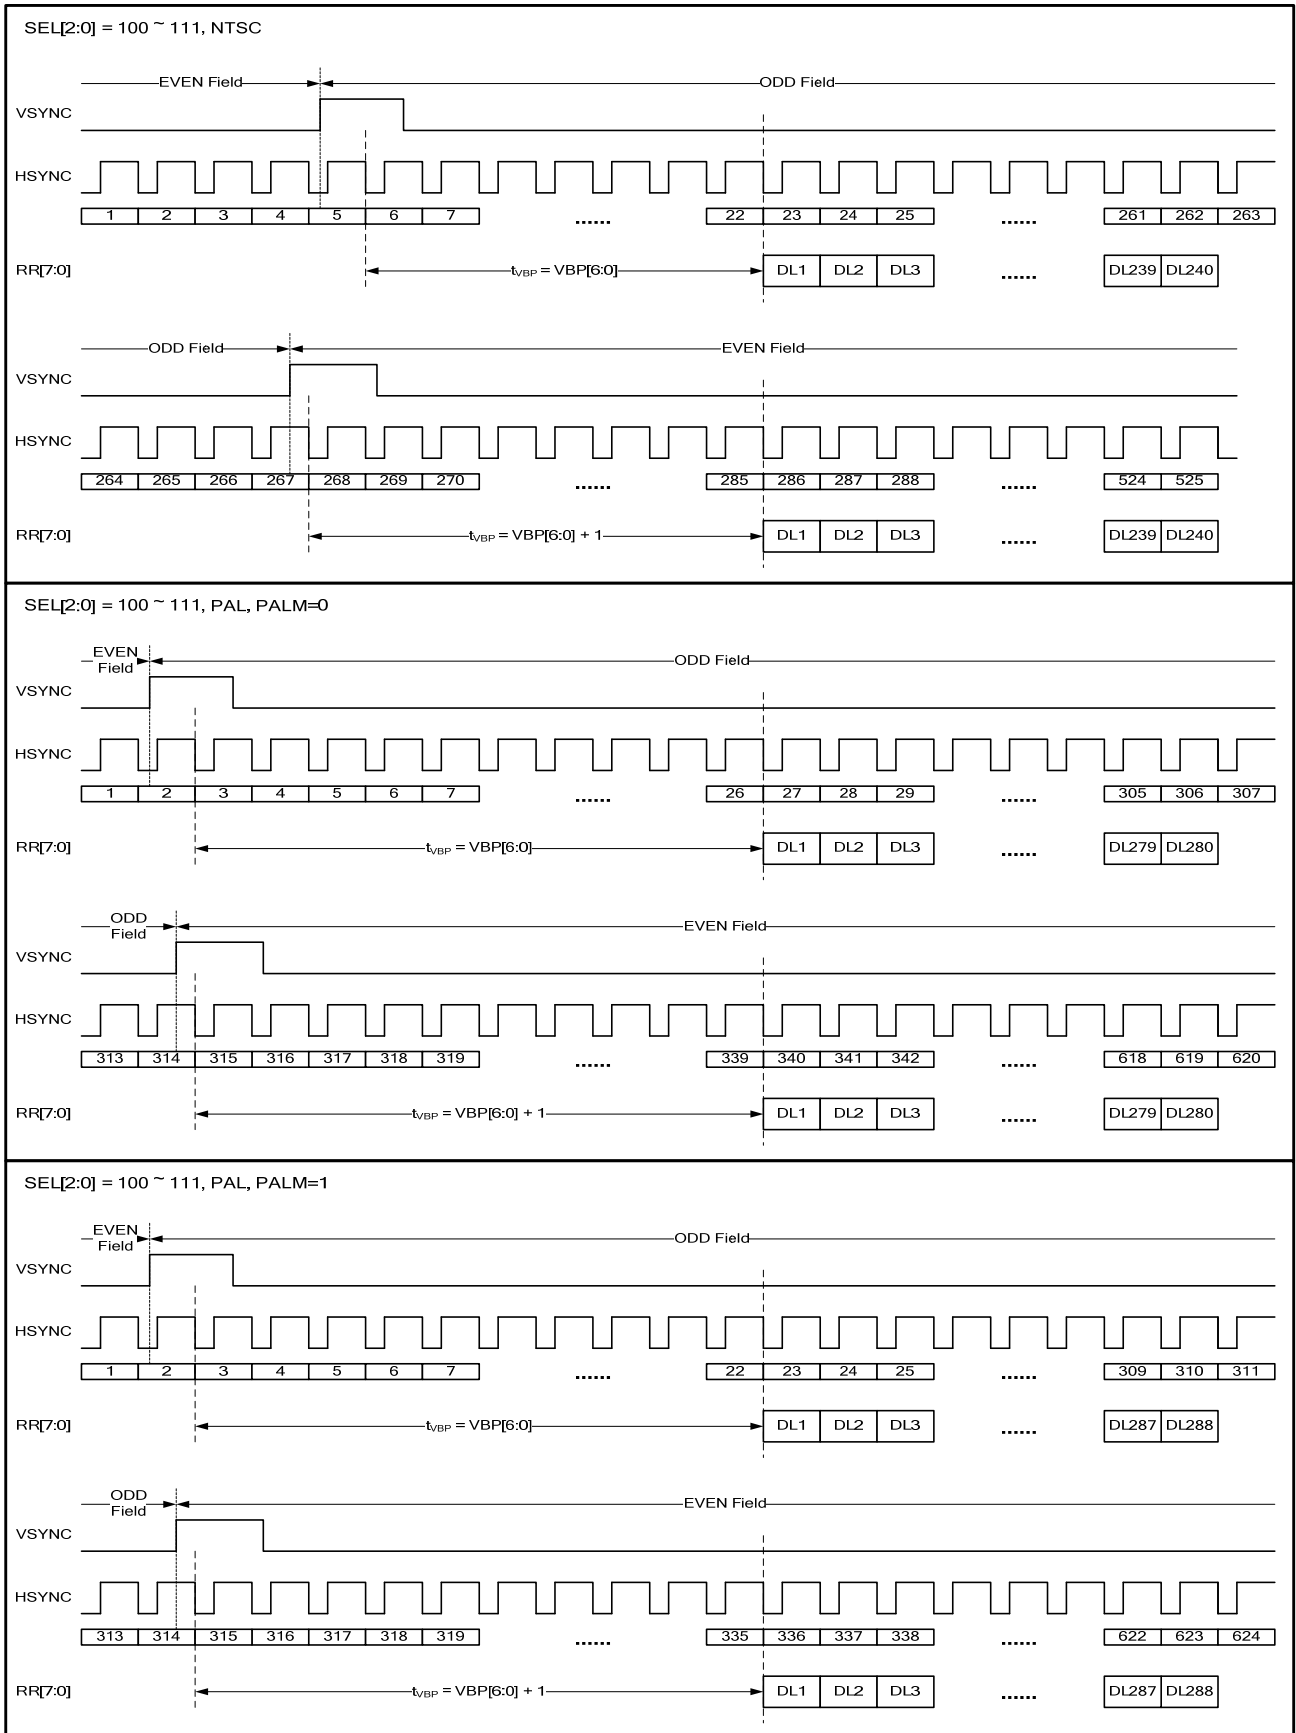 SEL[2:0] = 100 ~ 111, NTSC
EVEN Field ODD Field
VSYNC
HSYNC
1 2 3 4 5 6 7 ...... 22 23 24 25 ...... 261 262 263
RR[7:0] tVBP = VBP[6:0] DL1 DL2 DL3 ...... DL239 DL240
ODD Field EVEN Field
VSYNC
HSYNC
264 265 266 267 268 269 270 ...... 285 286 287 288 ...... 524 525
RR[7:0] tVBP = VBP[6:0] + 1 DL1 DL2 DL3 ...... DL239 DL240
SEL[2:0] = 100 ~ 111, PAL, PALM=0
EVEN Field ODD Field
VSYNC
HSYNC
1 2 3 4 5 6 7 ...... 26 27 28 29 ...... 305 306 307
RR[7:0] tVBP = VBP[6:0] DL1 DL2 DL3 ...... DL279 DL280
ODD Field EVEN Field
VSYNC
HSYNC
313 314 315 316 317 318 319 ...... 339 340 341 342 ...... 618 619 620
RR[7:0] tVBP = VBP[6:0] + 1 DL1 DL2 DL3 ...... DL279 DL280
SEL[2:0] = 100 ~ 111, PAL, PALM=1
EVEN Field ODD Field
VSYNC
HSYNC
1 2 3 4 5 6 7 ...... 22 23 24 25 ...... 309 310 311
RR[7:0] tVBP = VBP[6:0] DL1 DL2 DL3 ...... DL287 DL288
ODD Field EVEN Field
VSYNC
HSYNC
313 314 315 316 317 318 319 ...... 335 336 337 338 ...... 622 623 624
RR[7:0] tVBP = VBP[6:0] + 1 DL1 DL2 DL3 ...... DL287 DL288